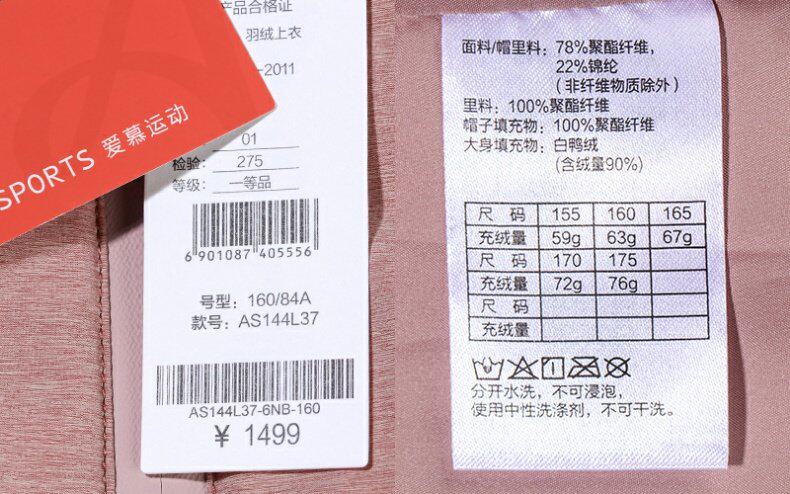 产品合格证
羽绒上衣
-2011
SPORTS 爱慕运动
01
检验: 275
等级: 一等品
6 901087 405556
号型: 160/84A
款号: AS144L37
AS144L37-6NB-160
¥ 1499
面料/帽里料: 78%聚酯纤维,
22%锦纶
(非纤维物质除外)
里料: 100%聚酯纤维
帽子填充物: 100%聚酯纤维
大身填充物: 白鸭绒
(含绒量90%)
尺 码 155 160 165
充绒量 59g 63g 67g
尺 码 170 175
充绒量 72g 76g
尺 码
充绒量
分开水洗，不可浸泡，
使用中性洗涤剂，不可干洗。